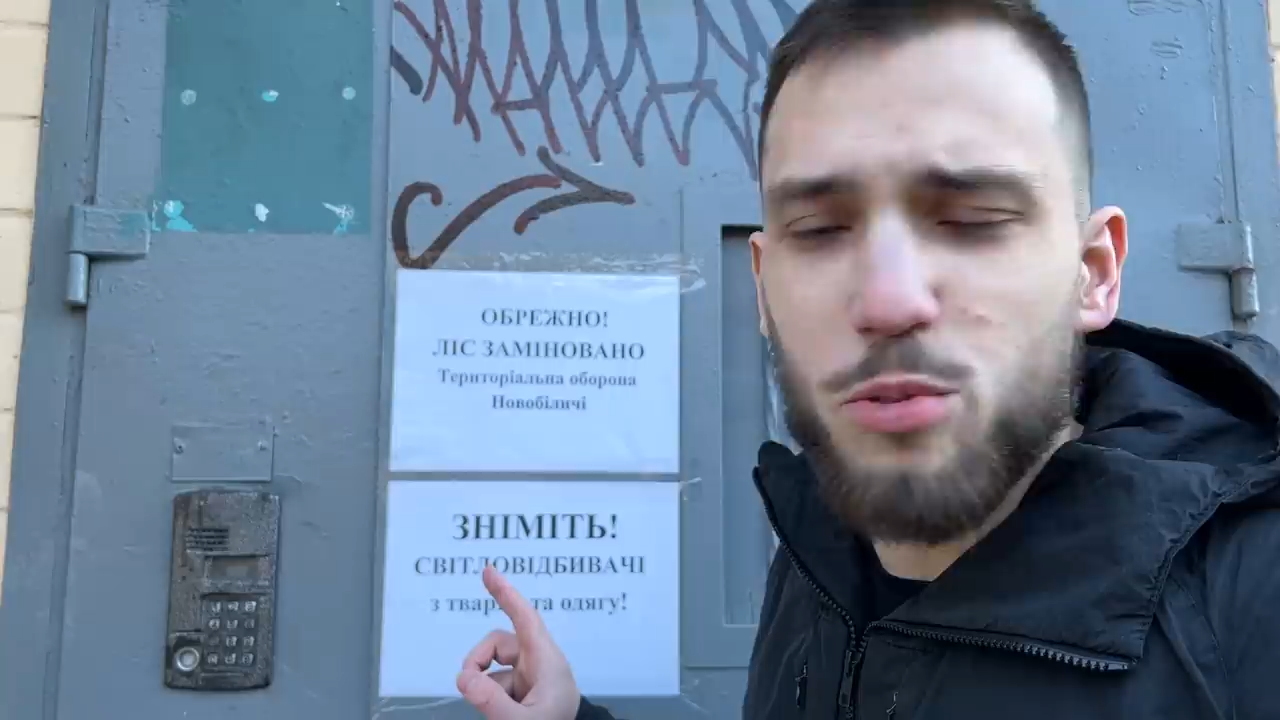 ОБРЕЖНО!
ЛІС ЗАМІНОВАНО
Територіальна оборона
Новобіличі
ЗНІМІТЬ!
СВІТЛОВІДБИВАЧІ
з та одягу!